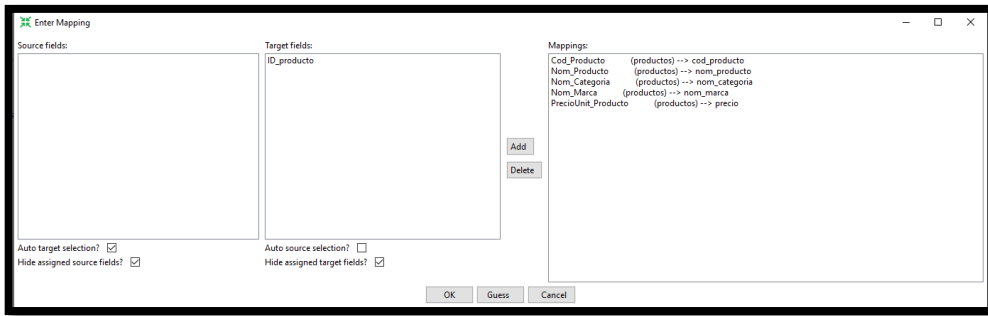 Enter Mapping
Source fields:
Target fields:
Mappings:
ID_producto
Cod_Producto (productos) --> cod_producto
Nom_Producto (productos) --> nom_producto
Nom_Categoria (productos) --> nom_categoria
Nom_Marca (productos) --> nom_marca
PrecioUnit_Producto (productos) --> precio
Add
Delete
Auto target selection?
Auto source selection?
Hide assigned source fields?
Hide assigned target fields?
OK
Guess
Cancel